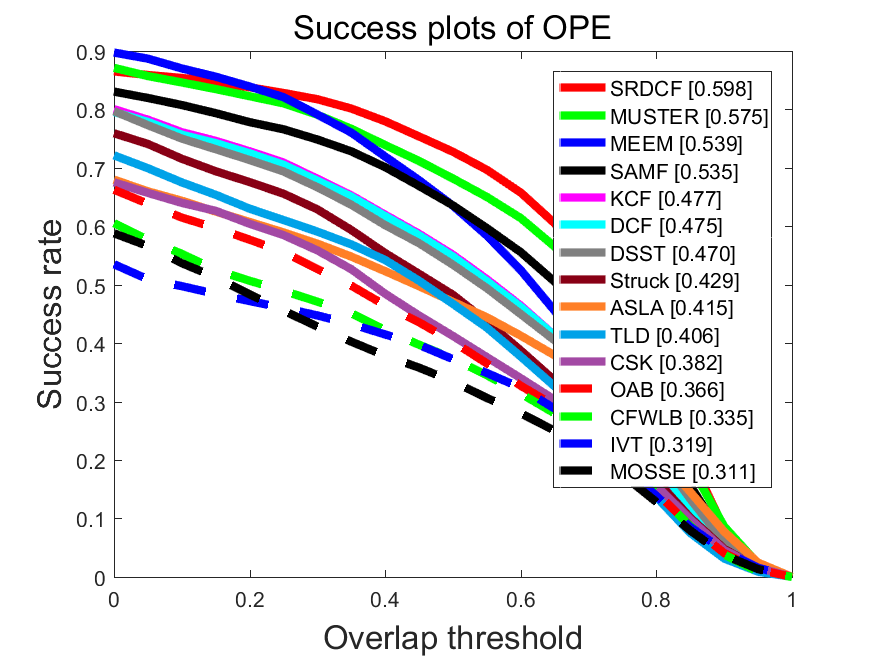 Success plots of OPE
0.9
0.8
0.7
0.6
0.5
0.4
0.3
0.2
0.1
0
Success rate
SRDCF [0.598]
MUSTER [0.575]
MEEM [0.539]
SAMF [0.535]
KCF [0.477]
DCF [0.475]
DSST [0.470]
Struck [0.429]
ASLA [0.415]
TLD [0.406]
CSK [0.382]
OAB [0.366]
CFWLB [0.335]
IVT [0.319]
MOSSE [0.311]
0 0.2 0.4 0.6 0.8 1
Overlap threshold